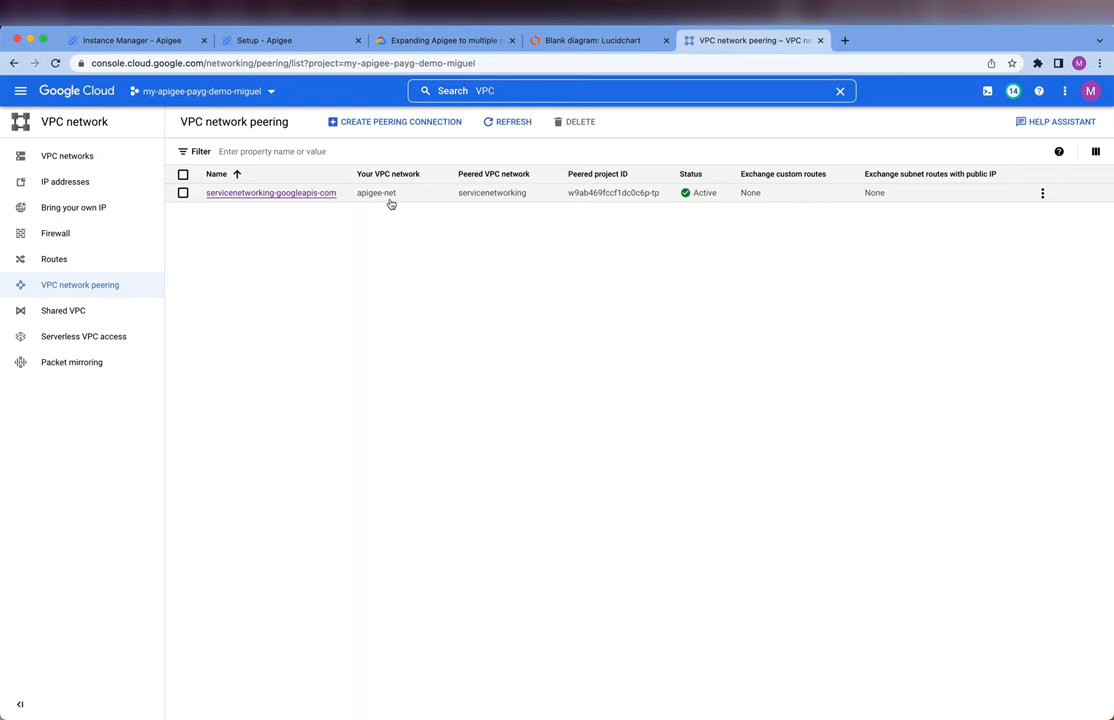 Instance Manager - Apigee
Setup - Apigee
Expanding Apigee to multiple
Blank diagram: Lucidchart
VPC network peering – VPC
console.cloud.google.com/networking/peering/list?project=my-apigee-payg-demo-miguel
M
Google Cloud
my-apigee-payg-demo-miguel
Search VPC
14
M
VPC network
VPC network peering
CREATE PEERING CONNECTION
REFRESH
DELETE
HELP ASSISTANT
VPC networks
IP addresses
Bring your own IP
Firewall
Routes
VPC network peering
Shared VPC
Serverless VPC access
Packet mirroring
Filter Enter property name or value
Name Your VPC network Peered VPC network Peered project ID Status Exchange custom routes Exchange subnet routes with public IP
servicenetworking-googleapis-com apigee-net servicenetworking w9ab469fccf1dc0c6p-tp Active None None